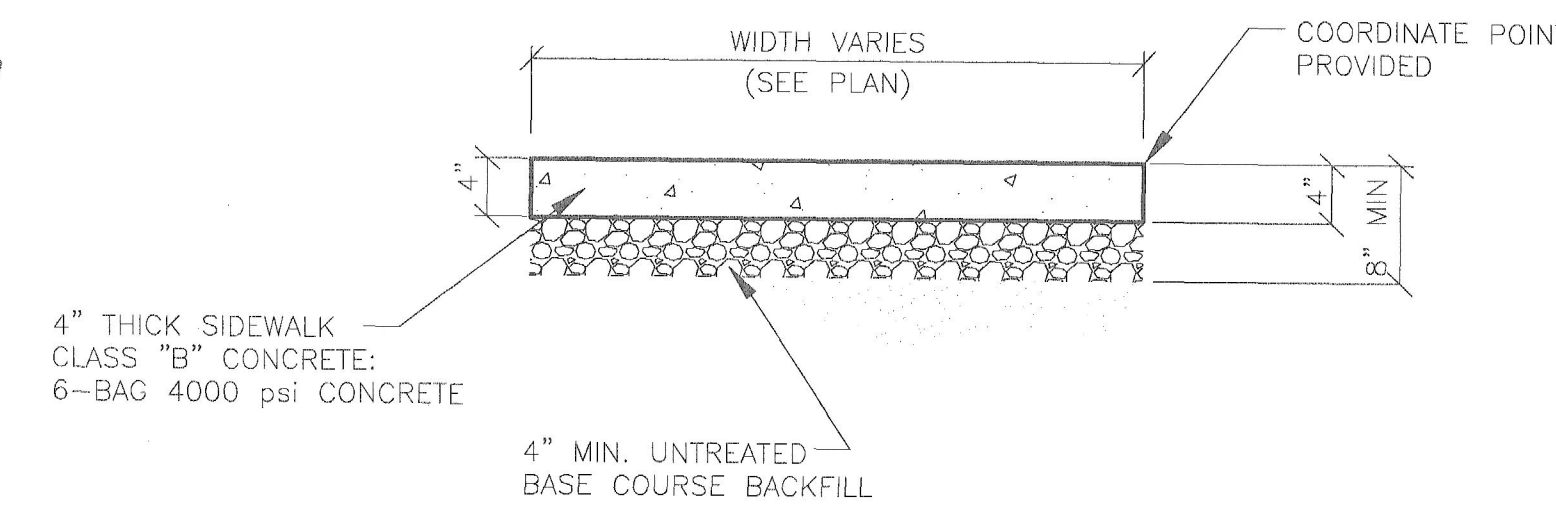 WIDTH VARIES
(SEE PLAN)
COORDINATE POIN
PROVIDED
4"
4"
8" MIN
4" THICK SIDEWALK
CLASS "B" CONCRETE:
6-BAG 4000 psi CONCRETE
4" MIN. UNTREATED
BASE COURSE BACKFILL